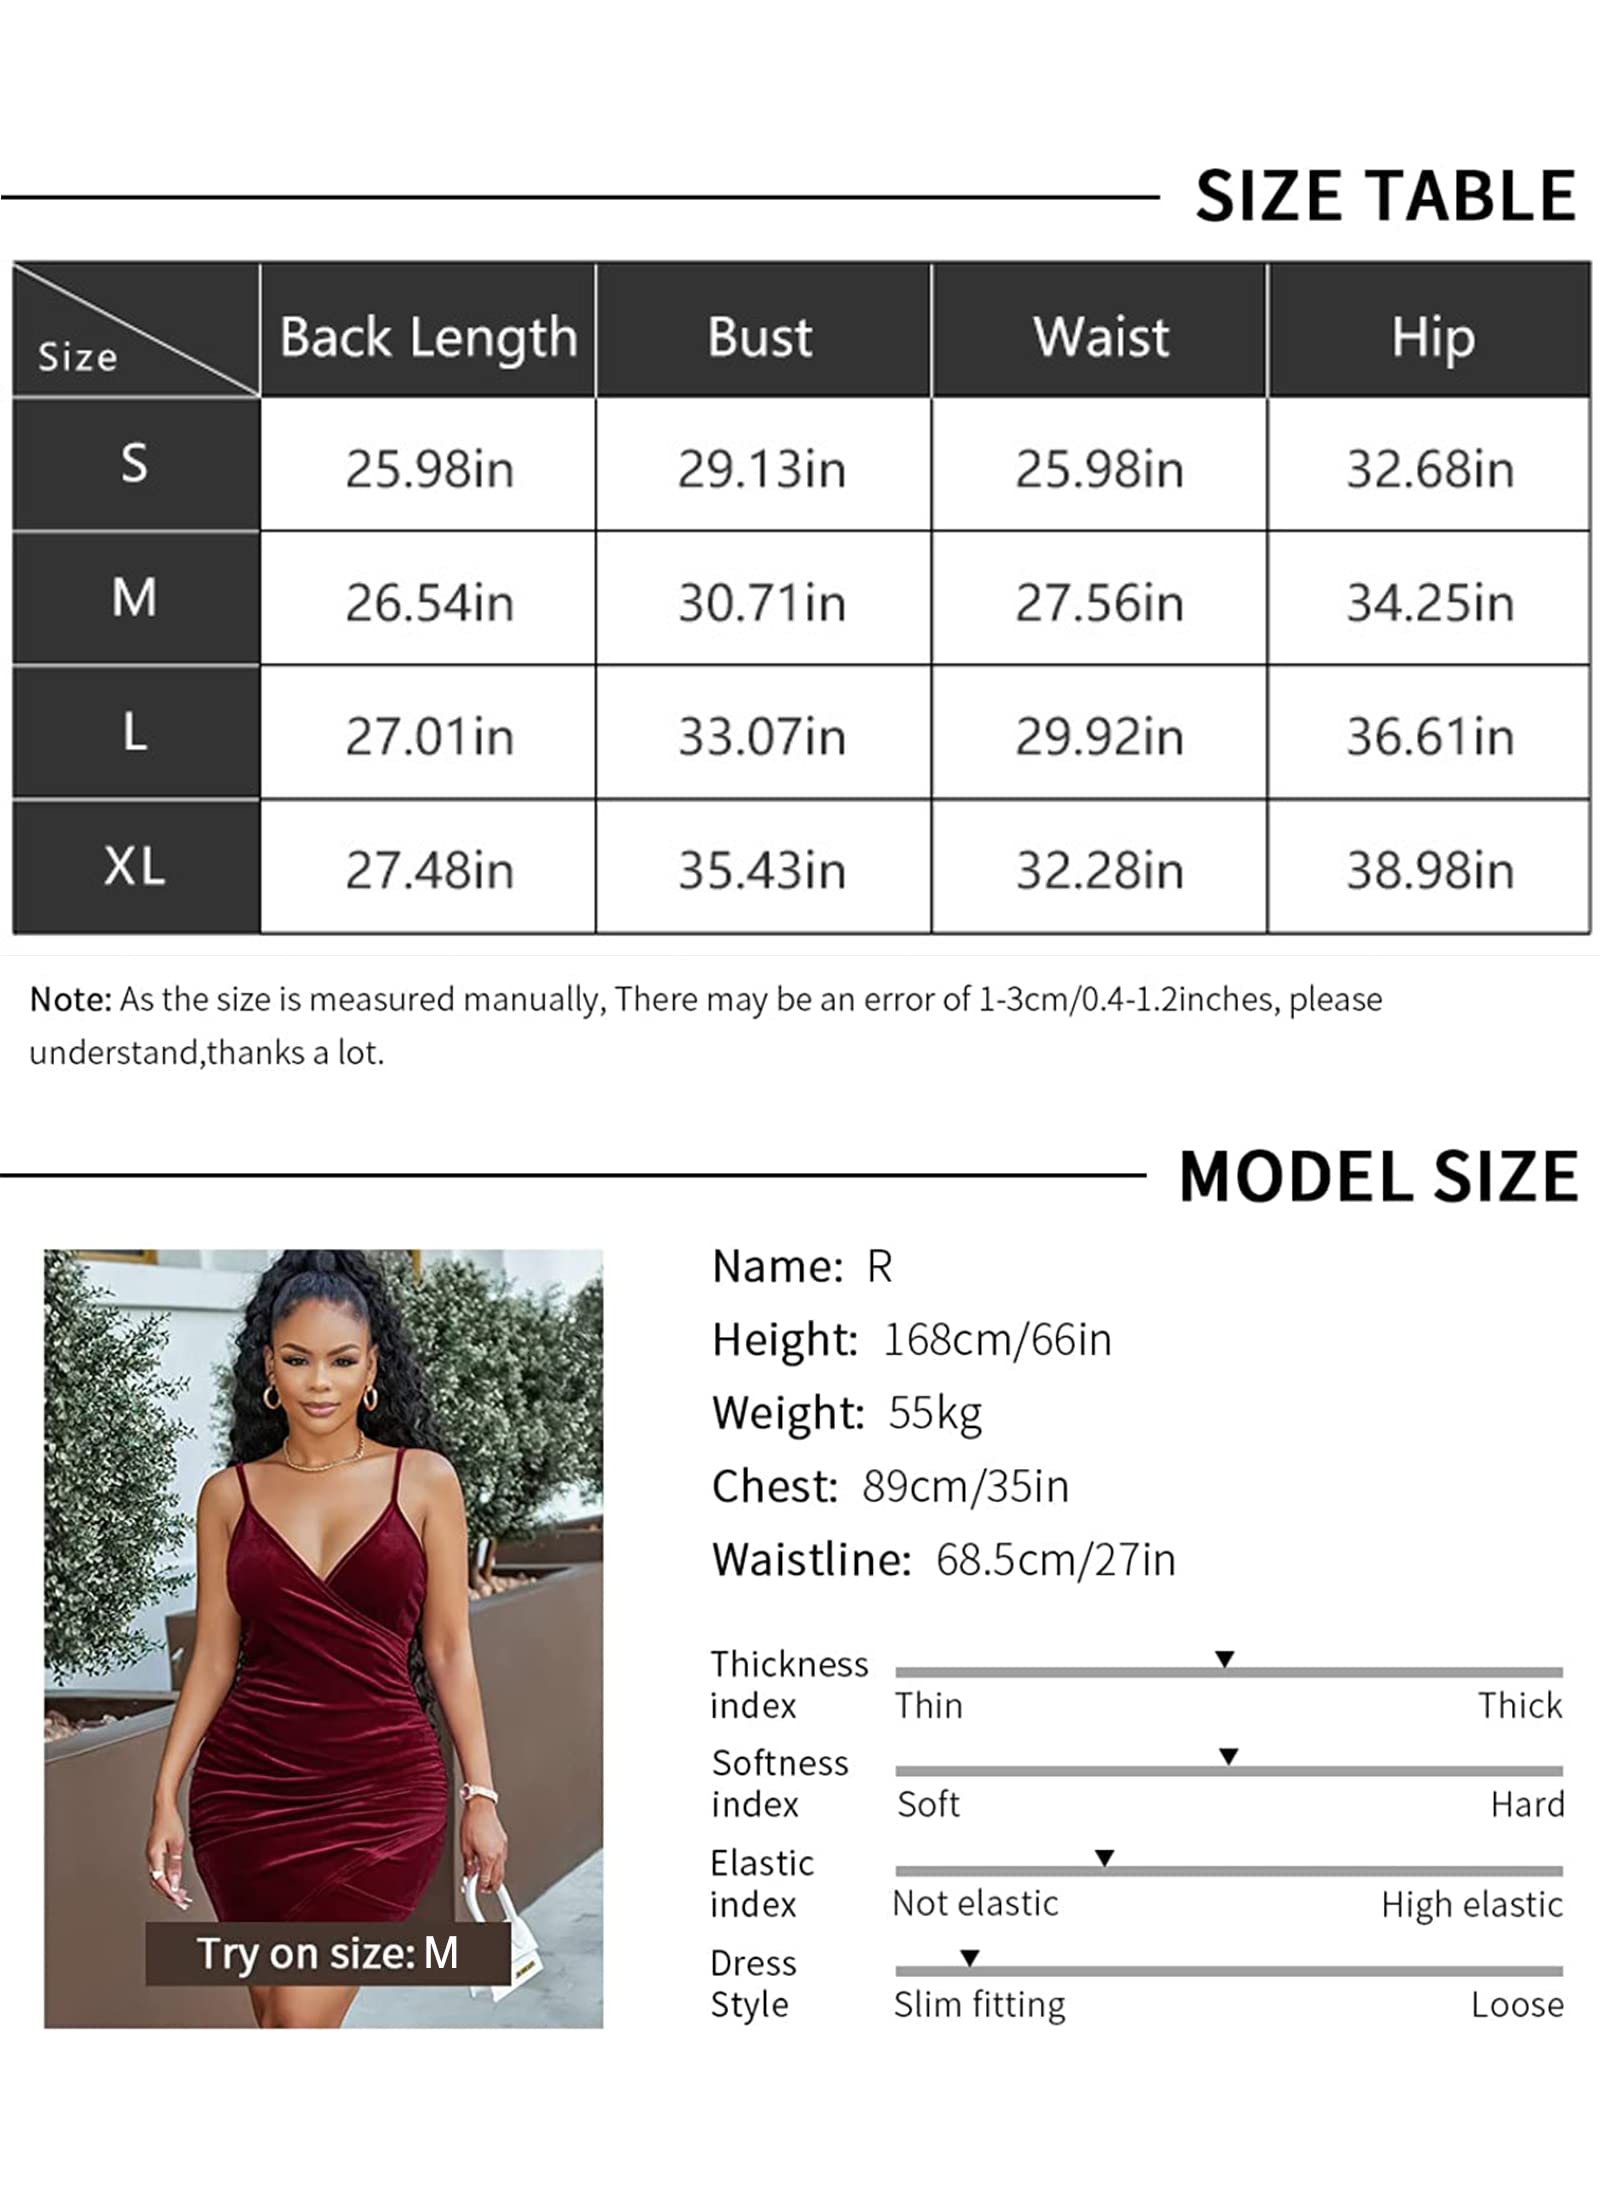 SIZE TABLE
Size Back Length Bust Waist Hip
S 25.98in 29.13in 25.98in 32.68in
M 26.54in 30.71in 27.56in 34.25in
L 27.01in 33.07in 29.92in 36.61in
XL 27.48in 35.43in 32.28in 38.98in
Note: As the size is measured manually, There may be an error of 1-3cm/0.4-1.2inches, please
understand,thanks a lot.
MODEL SIZE
Name: R
Height: 168cm/66in
Weight: 55kg
Chest: 89cm/35in
Waistline: 68.5cm/27in
Try on size: M
Thickness
index Thin Thick
Softness
index Soft Hard
Elastic
index Not elastic High elastic
Dress
Style Slim fitting Loose